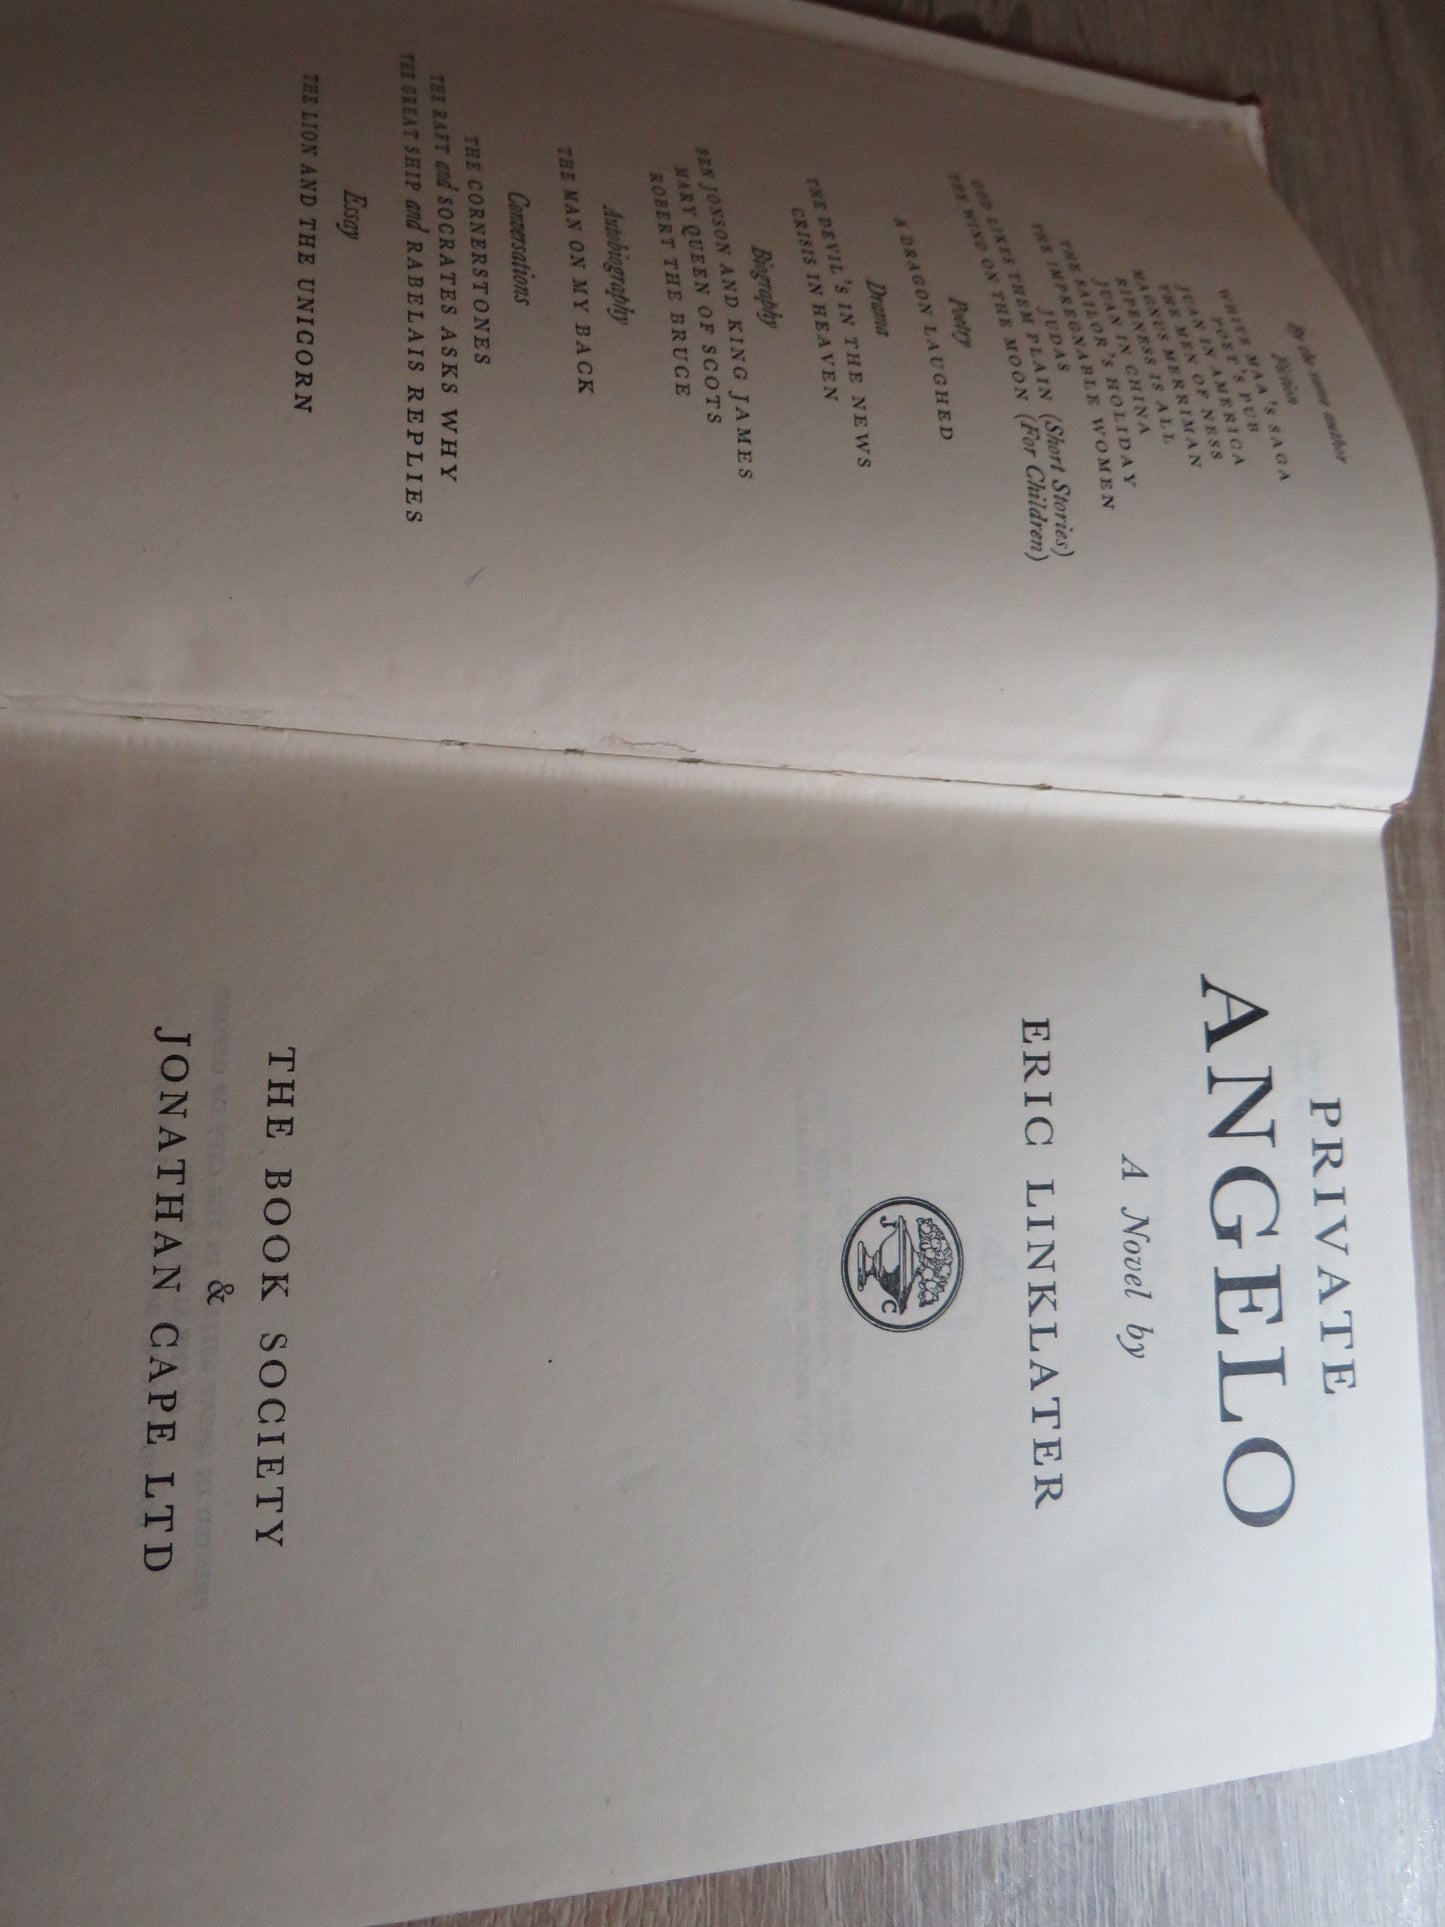 By the same author
Fiction
WHITE MAA'S SAGA
POET'S PUB
JUAN IN AMERICA
THE MEN OF NESS
MAGNUS MERRIMAN
RIPENESS IS ALL
JUAN IN CHINA
THE SAILOR'S HOLIDAY
THE IMPREGNABLE WOMEN
JUDAS
GOD LIKES THEM PLAIN (Short Stories)
THE WIND ON THE MOON (For Children)
Poetry
A DRAGON LAUGHED
Drama
THE DEVIL'S IN THE NEWS
CRISIS IN HEAVEN
Biography
BEN JONSON AND KING JAMES
MARY QUEEN OF SCOTS
ROBERT THE BRUCE
Autobiography
THE MAN ON MY BACK
Conversations
THE CORNERSTONES
THE RAFT and SOCRATES ASKS WHY
THE GREAT SHIP and RABELAIS REPLIES
Essay
THE LION AND THE UNICORN
PRIVATE
ANGELO
A Novel by
ERIC LINKLATER
J C
THE BOOK SOCIETY
&
JONATHAN CAPE LTD